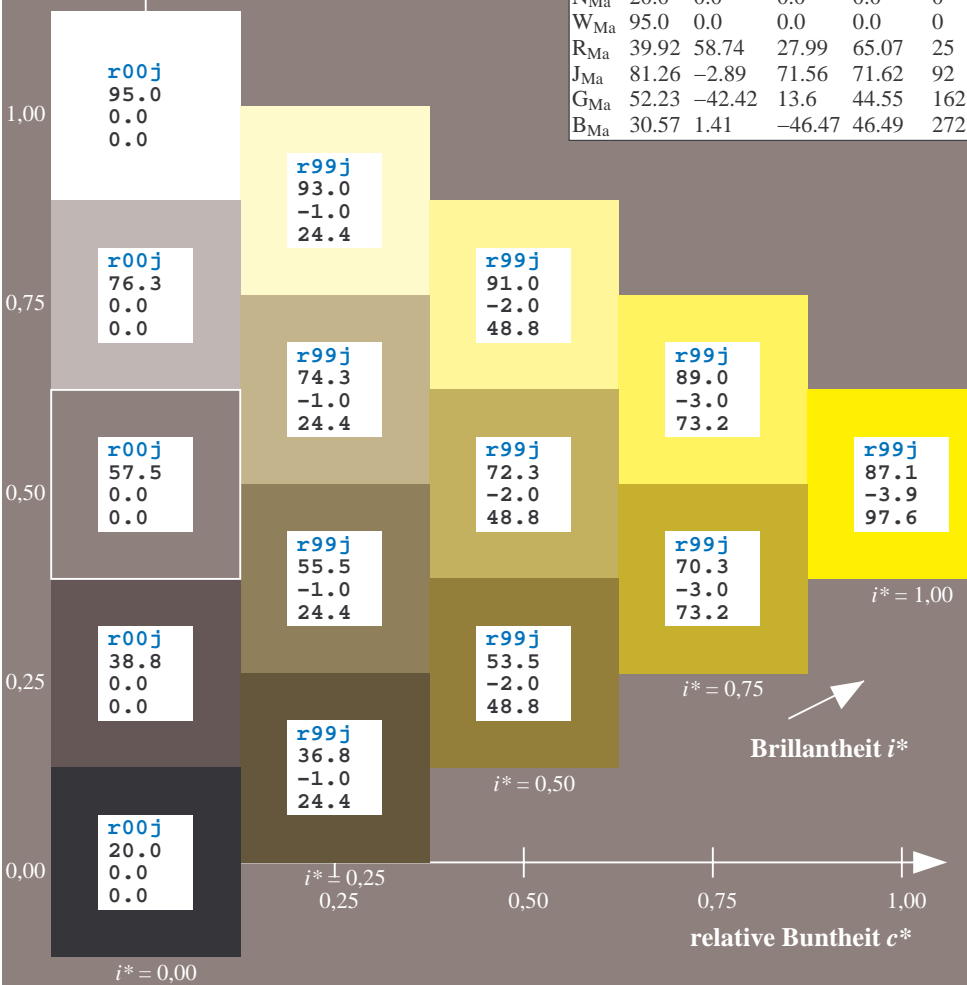 W_Ma 95.0 0.0 0.0 0.0 0
R_Ma 39.92 58.74 27.99 65.07 25
J_Ma 81.26 −2.89 71.56 71.62 92
G_Ma 52.23 −42.42 13.6 44.55 162
B_Ma 30.57 1.41 −46.47 46.49 272
1,00
0,75
0,50
0,25
0,00
r00j
95.0
0.0
0.0
r00j
76.3
0.0
0.0
r00j
57.5
0.0
0.0
r00j
38.8
0.0
0.0
r00j
20.0
0.0
0.0
i* = 0,00
r99j
93.0
−1.0
24.4
r99j
74.3
−1.0
24.4
r99j
55.5
−1.0
24.4
r99j
36.8
−1.0
24.4
i* = 0,25
r99j
91.0
−2.0
48.8
r99j
72.3
−2.0
48.8
r99j
53.5
−2.0
48.8
i* = 0,50
r99j
89.0
−3.0
73.2
r99j
70.3
−3.0
73.2
i* = 0,75
r99j
87.1
−3.9
97.6
i* = 1,00
Brillantheit i*
0,25 0,50 0,75 1,00
relative Buntheit c*